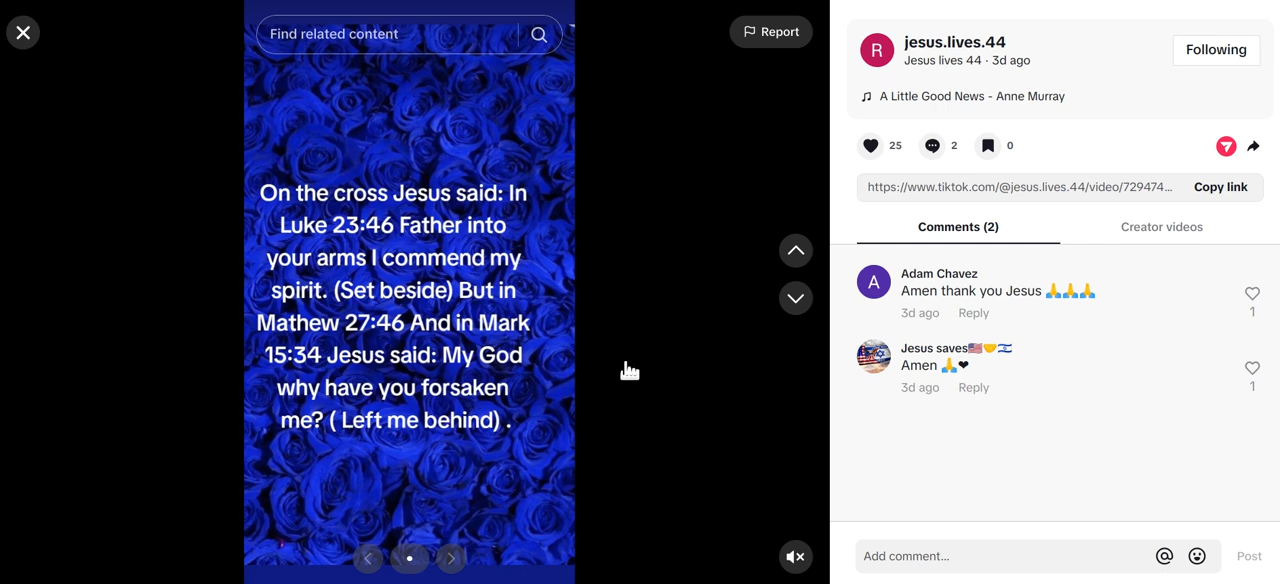 Find related content
Report
On the cross Jesus said: In
Luke 23:46 Father into
your arms I commend my
spirit. (Set beside) But in
Mathew 27:46 And in Mark
15:34 Jesus said: My God
why have you forsaken
me? ( Left me behind) .
R
jesus.lives.44
Jesus lives 44 · 3d ago
Following
A Little Good News - Anne Murray
25
2
0
https://www.tiktok.com/@jesus.lives.44/video/729474...
Copy link
Comments (2)
Creator videos
A
Adam Chavez
Amen thank you Jesus 🙏🙏🙏
3d ago
Reply
1
Jesus saves🇺🇸🤝🇮🇱
Amen 🙏❤
3d ago
Reply
1
Add comment...
Post